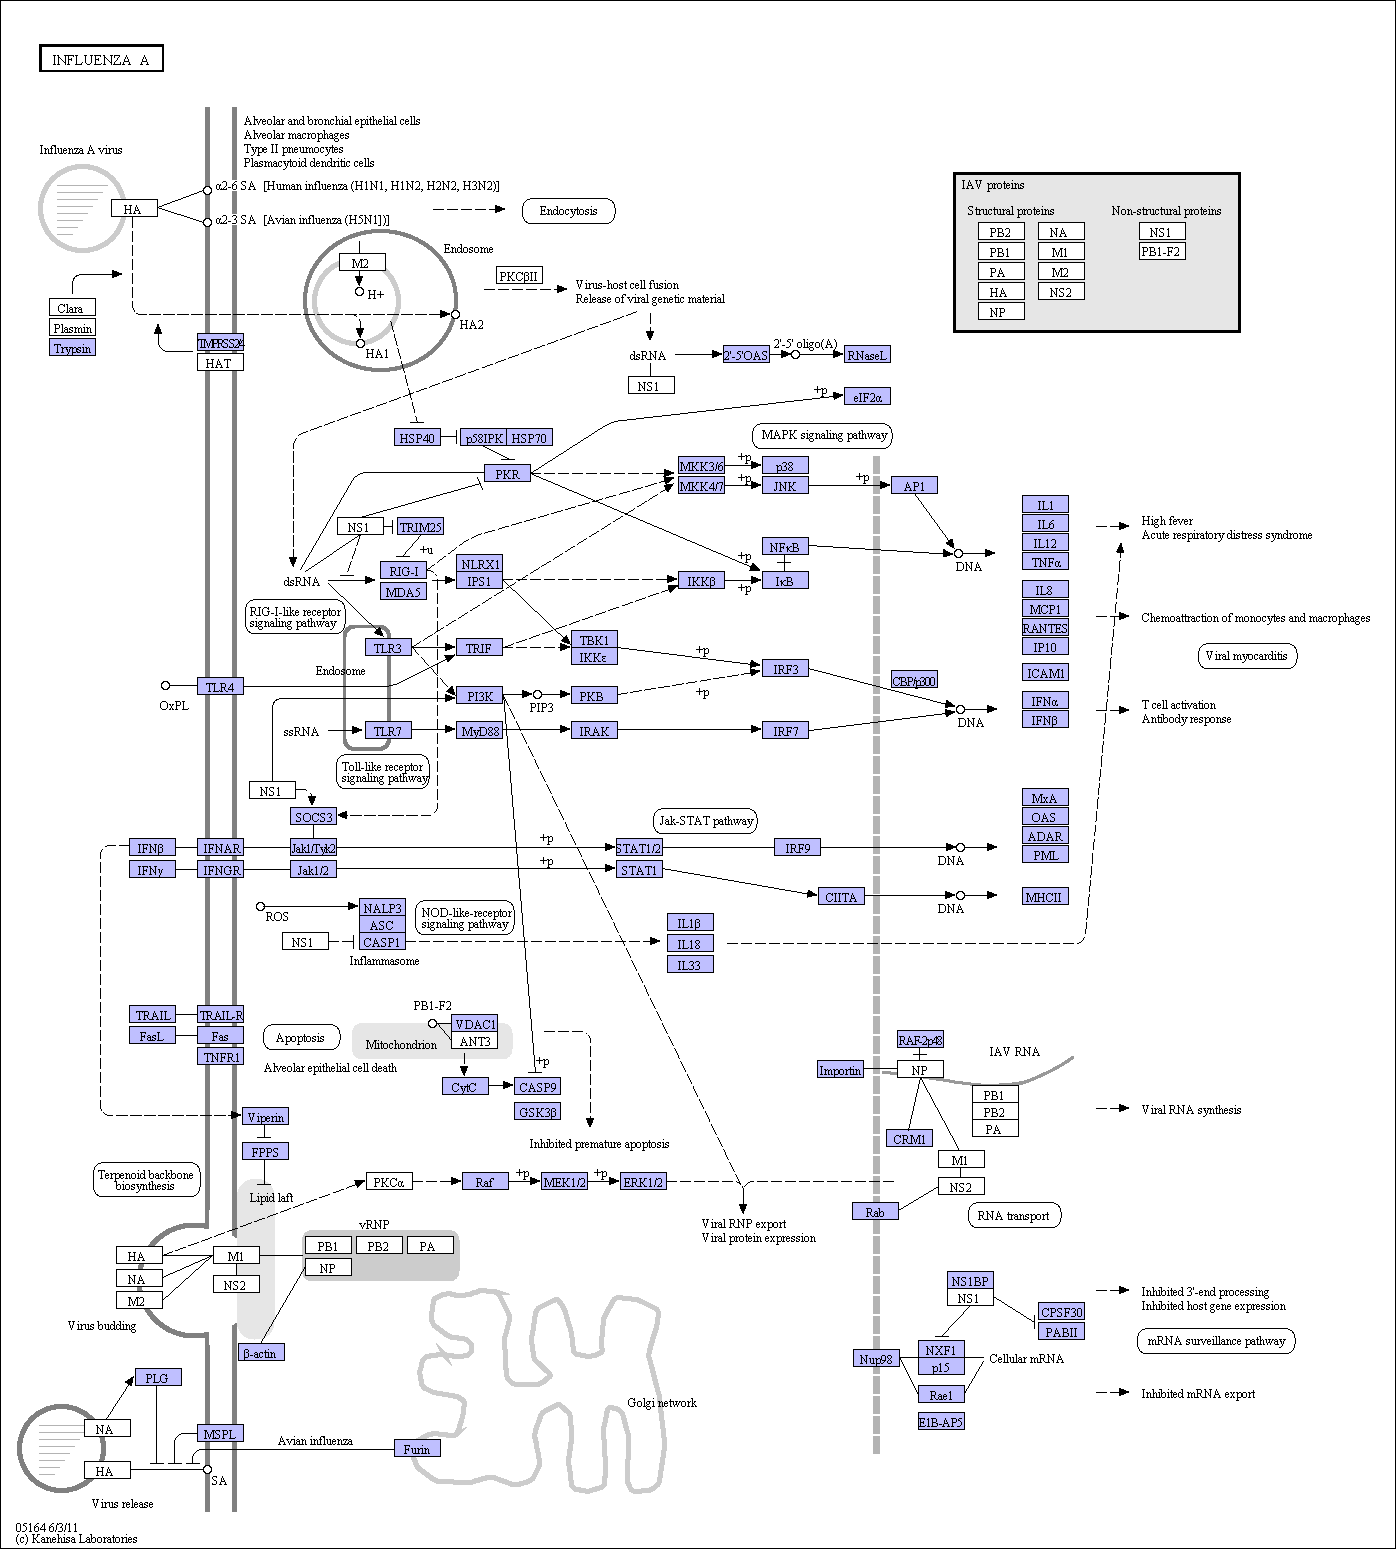 INFLUENZA A
Alveolar and bronchial epithelial cells
Alveolar macrophages
Type II pneumocytes
Plasmacytoid dendritic cells
Influenza A virus
HA
α2-6 SA [Human influenza (H1N1, H1N2, H2N2, H3N2)]
α2-3 SA [Avian influenza (H5N1])]
Endocytosis
IAV proteins
Structural proteins
Non-structural proteins
PB2
NA
NS1
PB1
M1
PB1-F2
PA
M2
HA
NS2
NP
Endosome
M2
H+
HA2
HA1
PKCβII
Virus-host cell fusion
Release of viral genetic material
Clara
Plasmin
Trypsin
TMPRSS2/4
HAT
dsRNA
2'-5'OAS
2'-5' oligo(A)
RNaseL
NS1
+p
eIF2α
HSP40
p58IPK
HSP70
MAPK signaling pathway
PKR
MKK3/6
+p
p38
MKK4/7
+p
JNK
+p
AP1
NS1
TRIM25
+u
dsRNA
RIG-I
MDA5
NLRX1
IPS1
IKKβ
+p
+p
NFκB
IκB
DNA
IL1
IL6
IL12
TNFα
High fever
Acute respiratory distress syndrome
IL8
MCP1
RANTES
IP10
Chemoattraction of monocytes and macrophages
Viral myocarditis
ICAM1
RIG-I-like receptor
signaling pathway
TLR3
TRIF
TBK1
IKKε
+p
IRF3
CBP/p300
Endosome
TLR4
OxPL
PI3K
PIP3
PKB
+p
DNA
IFNα
IFNβ
T cell activation
Antibody response
ssRNA
TLR7
MyD88
IRAK
IRF7
Toll-like receptor
signaling pathway
NS1
SOCS3
Jak-STAT pathway
IFNβ
IFNAR
Jak1/Tyk2
+p
STAT1/2
IRF9
DNA
MxA
OAS
ADAR
PML
IFNγ
IFNGR
Jak1/2
+p
STAT1
CIITA
DNA
MHCII
ROS
NALP3
ASC
CASP1
NS1
Inflammasome
NOD-like-receptor
signaling pathway
IL1β
IL18
IL33
TRAIL
TRAIL-R
FasL
Fas
TNFR1
Apoptosis
Alveolar epithelial cell death
PB1-F2
Mitochondrion
VDAC1
ANT3
CytC
+p
CASP9
GSK3β
Inhibited premature apoptosis
RAF-2p48
Importin
NP
IAV RNA
PB1
PB2
PA
Viral RNA synthesis
CRM1
M1
NS2
Rab
RNA transport
Viperin
FPPS
Terpenoid backbone
biosynthesis
Lipid laft
PKCα
Raf
+p
MEK1/2
+p
ERK1/2
Viral RNP export
Viral protein expression
vRNP
PB1
PB2
PA
NP
HA
M1
NA
NS2
M2
Virus budding
β-actin
NS1BP
NS1
CPSF30
PABII
Inhibited 3'-end processing
Inhibited host gene expression
mRNA surveillance pathway
Nup98
NXF1
p15
Cellular mRNA
Rae1
Inhibited mRNA export
E1B-AP5
PLG
NA
MSPL
Avian influenza
Furin
Golgi network
HA
SA
Virus release
05164 6/3/11
(c) Kanehisa Laboratories